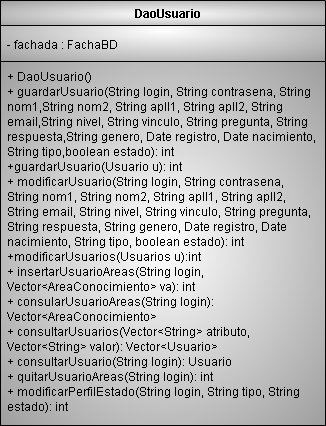 DaoUsuario
- fachada : FachaBD
+ DaoUsuario()
+ guardarUsuario(String login, String contrasena, String
nom1,String nom2, String apll1, String apll2, String
email,String nivel, String vinculo, String pregunta, String
respuesta,String genero, Date registro, Date nacimiento,
String tipo,boolean estado): int
+guardarUsuario(Usuario u): int
+ modificarUsuario(String login, String contrasena,
String nom1, String nom2, String apll1, String apll2,
String email, String nivel, String vinculo, String pregunta,
String respuesta, String genero, Date registro, Date
nacimiento, String tipo, boolean estado): int
+modificarUsuarios(Usuarios u):int
+ insertarUsuarioAreas(String login,
Vector<AreaConocimiento> va): int
+ consularUsuarioAreas(String login):
Vector<AreaConocimiento>
+ consultarUsuarios(Vector<String> atributo,
Vector<String> valor): Vector<Usuario>
+ consultarUsuario(String login): Usuario
+ quitarUsuarioAreas(String login): int
+ modificarPerfilEstado(String login, String tipo, String
estado): int